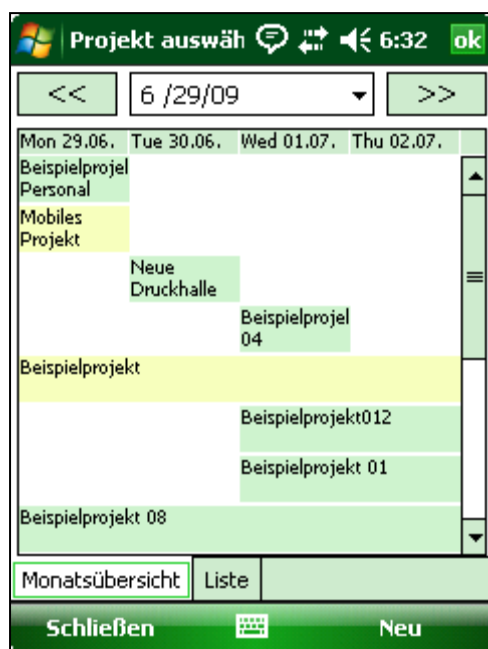 Projekt auswäh 6:32 ok
<< 6 /29/09 >>
Mon 29.06. Tue 30.06. Wed 01.07. Thu 02.07.
Beispielprojel
Personal
Mobiles
Projekt
Neue
Druckhalle
Beispielprojel
04
Beispielprojekt
Beispielprojekt012
Beispielprojekt 01
Beispielprojekt 08
Monatsübersicht Liste
Schließen Neu